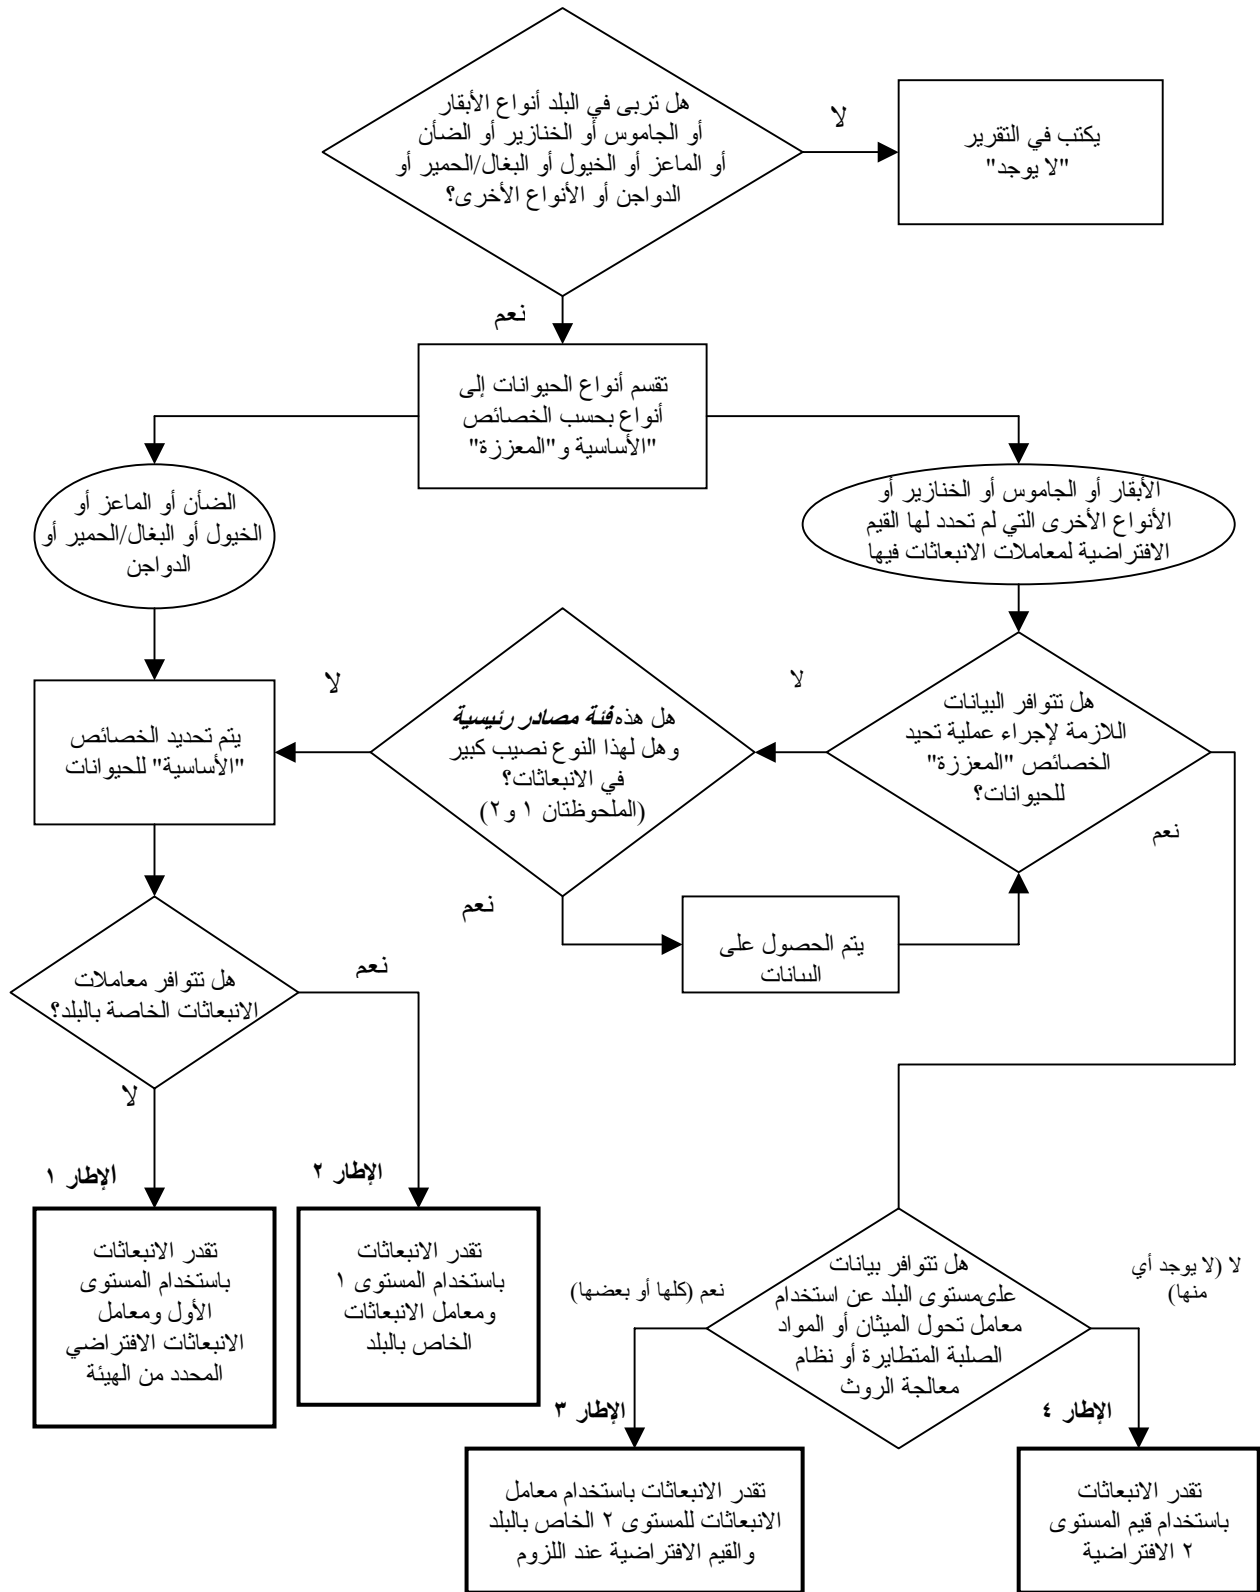 هل تربى في البلد أنواع الأبقار
أو الجاموس أو الخنازير أو الضأن
أو الماعز أو الخيول أو البغال/الحمير أو
الدواجن أو الأنواع الأخرى؟
لا
يكتب في التقرير
"لا يوجد"
نعم
تقسم أنواع الحيوانات إلى
أنواع بحسب الخصائص
"الأساسية و"المعززة"
الضأن أو الماعز أو
الخيول أو البغال/الحمير أو
الدواجن
الأبقار أو الجاموس أو الخنازير أو
الأنواع الأخرى التي لم تحدد لها القيم
الافتراضية لمعاملات الانبعاثات فيها
هل تتوافر البيانات
اللازمة لإجراء عملية تحيد
الخصائص "المعززة"
للحيوانات؟
لا
نعم
هل هذه فئة مصادر رئيسية
وهل لهذا النوع نصيب كبير
في الانبعاثات؟
(الملحوظتان ١ و٢)
لا
نعم
يتم الحصول على
البيانات
يتم تحديد الخصائص
"الأساسية" للحيوانات
هل تتوافر معاملات
الانبعاثات الخاصة بالبلد؟
نعم
لا
الإطار ١
تقدر الانبعاثات
باستخدام المستوى
الأول ومعامل
الانبعاثات الافتراضي
المحدد من الهيئة
الإطار ٢
تقدر الانبعاثات
باستخدام المستوى ١
ومعامل الانبعاثات
الخاص بالبلد
هل تتوافر بيانات
على مستوى البلد عن استخدام
معامل تحول الميثان أو المواد
الصلبة المتطايرة أو نظام
معالجة الروث
نعم (كلها أو بعضها)
لا (لا يوجد أي
منها)
الإطار ٣
تقدر الانبعاثات باستخدام معامل
الانبعاثات للمستوى ٢ الخاص بالبلد
والقيم الافتراضية عند اللزوم
الإطار ٤
تقدر الانبعاثات
باستخدام قيم المستوى
٢ الافتراضية